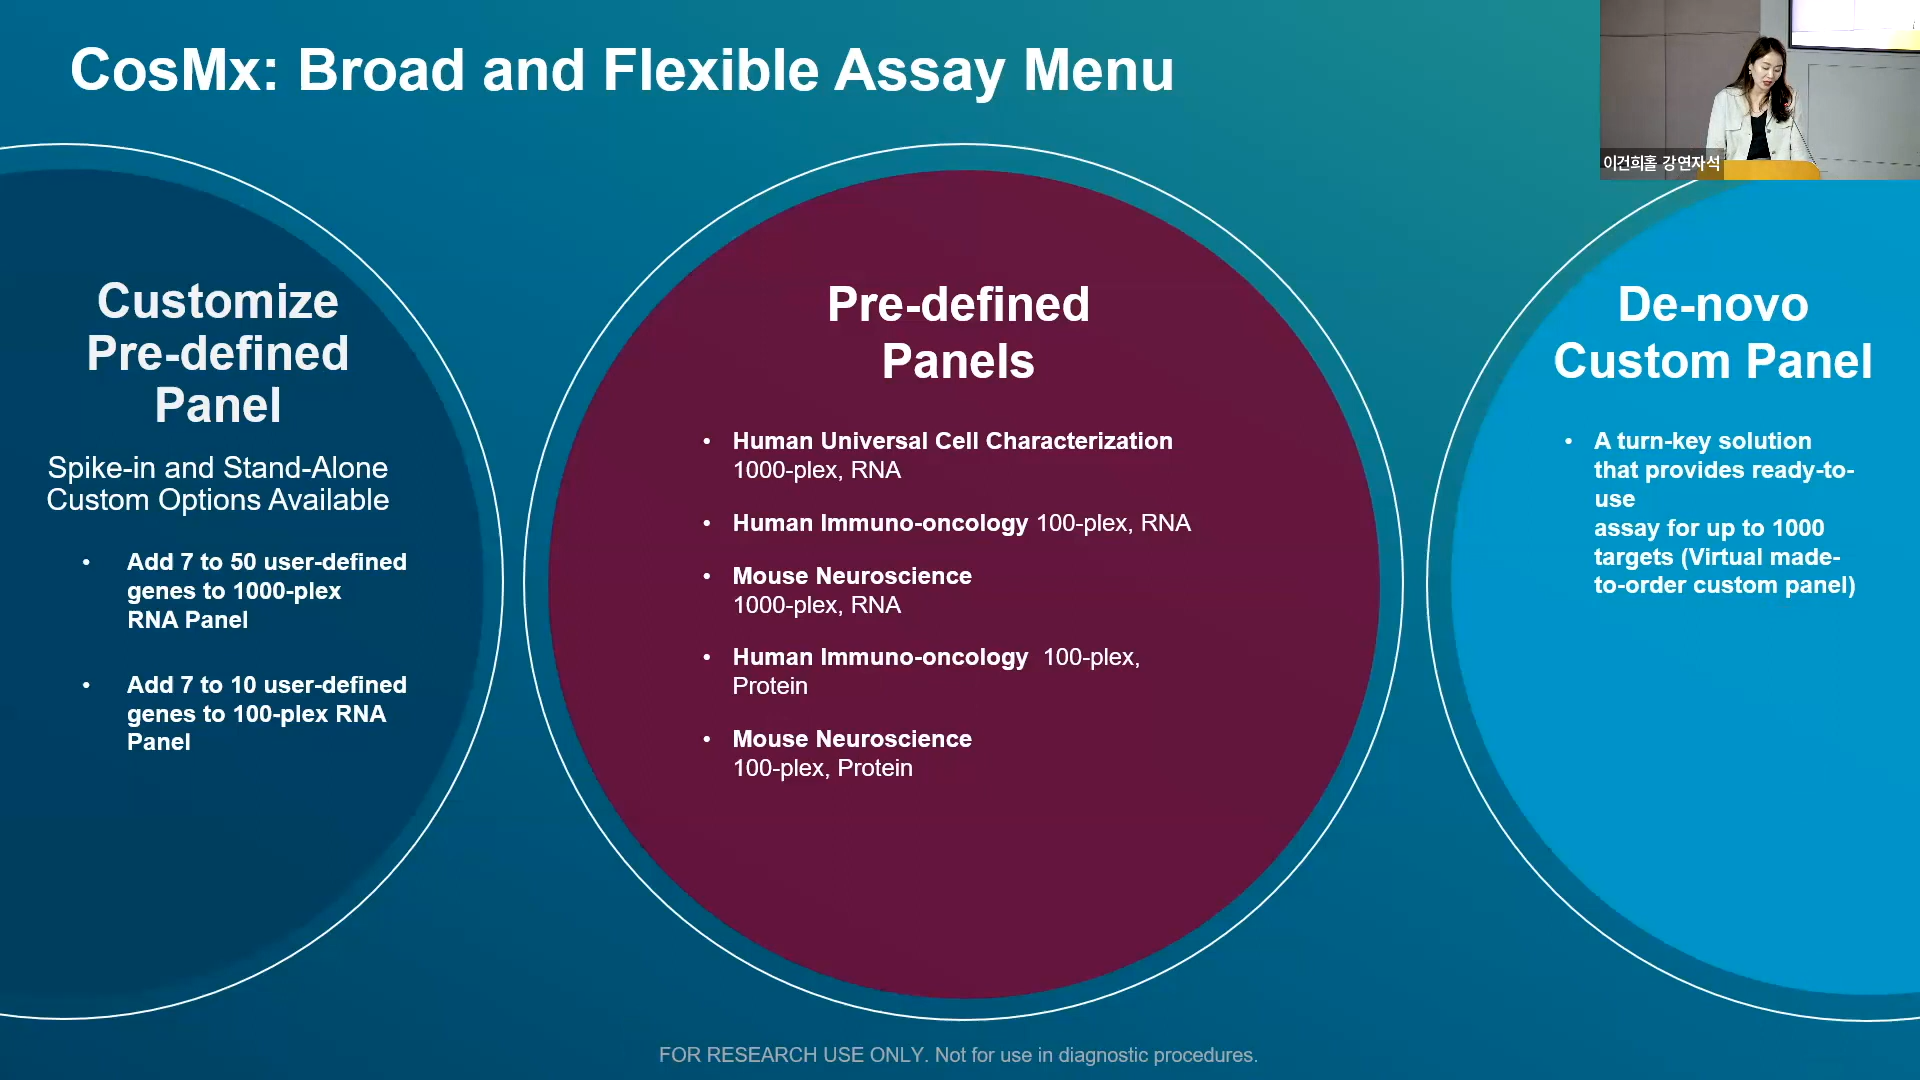 CosMx: Broad and Flexible Assay Menu
이건희홀 강연자석
Customize
Pre-defined
Panel
Spike-in and Stand-Alone
Custom Options Available
• Add 7 to 50 user-defined
genes to 1000-plex
RNA Panel
• Add 7 to 10 user-defined
genes to 100-plex RNA
Panel
Pre-defined
Panels
• Human Universal Cell Characterization
1000-plex, RNA
• Human Immuno-oncology 100-plex, RNA
• Mouse Neuroscience
1000-plex, RNA
• Human Immuno-oncology 100-plex,
Protein
• Mouse Neuroscience
100-plex, Protein
De-novo
Custom Panel
• A turn-key solution
that provides ready-to-
use
assay for up to 1000
targets (Virtual made-
to-order custom panel)
FOR RESEARCH USE ONLY. Not for use in diagnostic procedures.